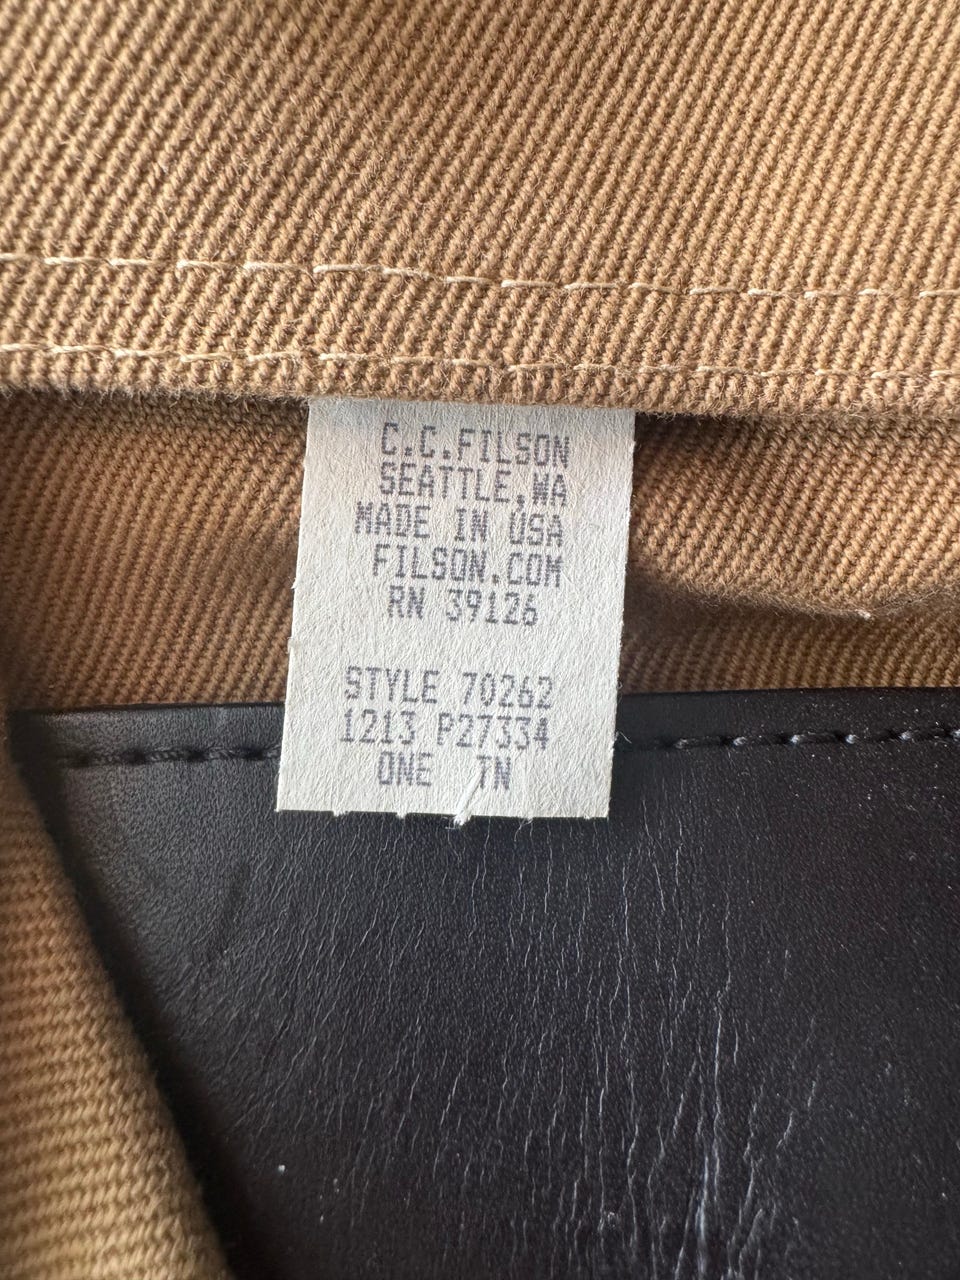 C.C.FILSON
SEATTLE,WA
MADE IN USA
FILSON.COM
RN 39126
STYLE 70262
1213 P27334
ONE TN